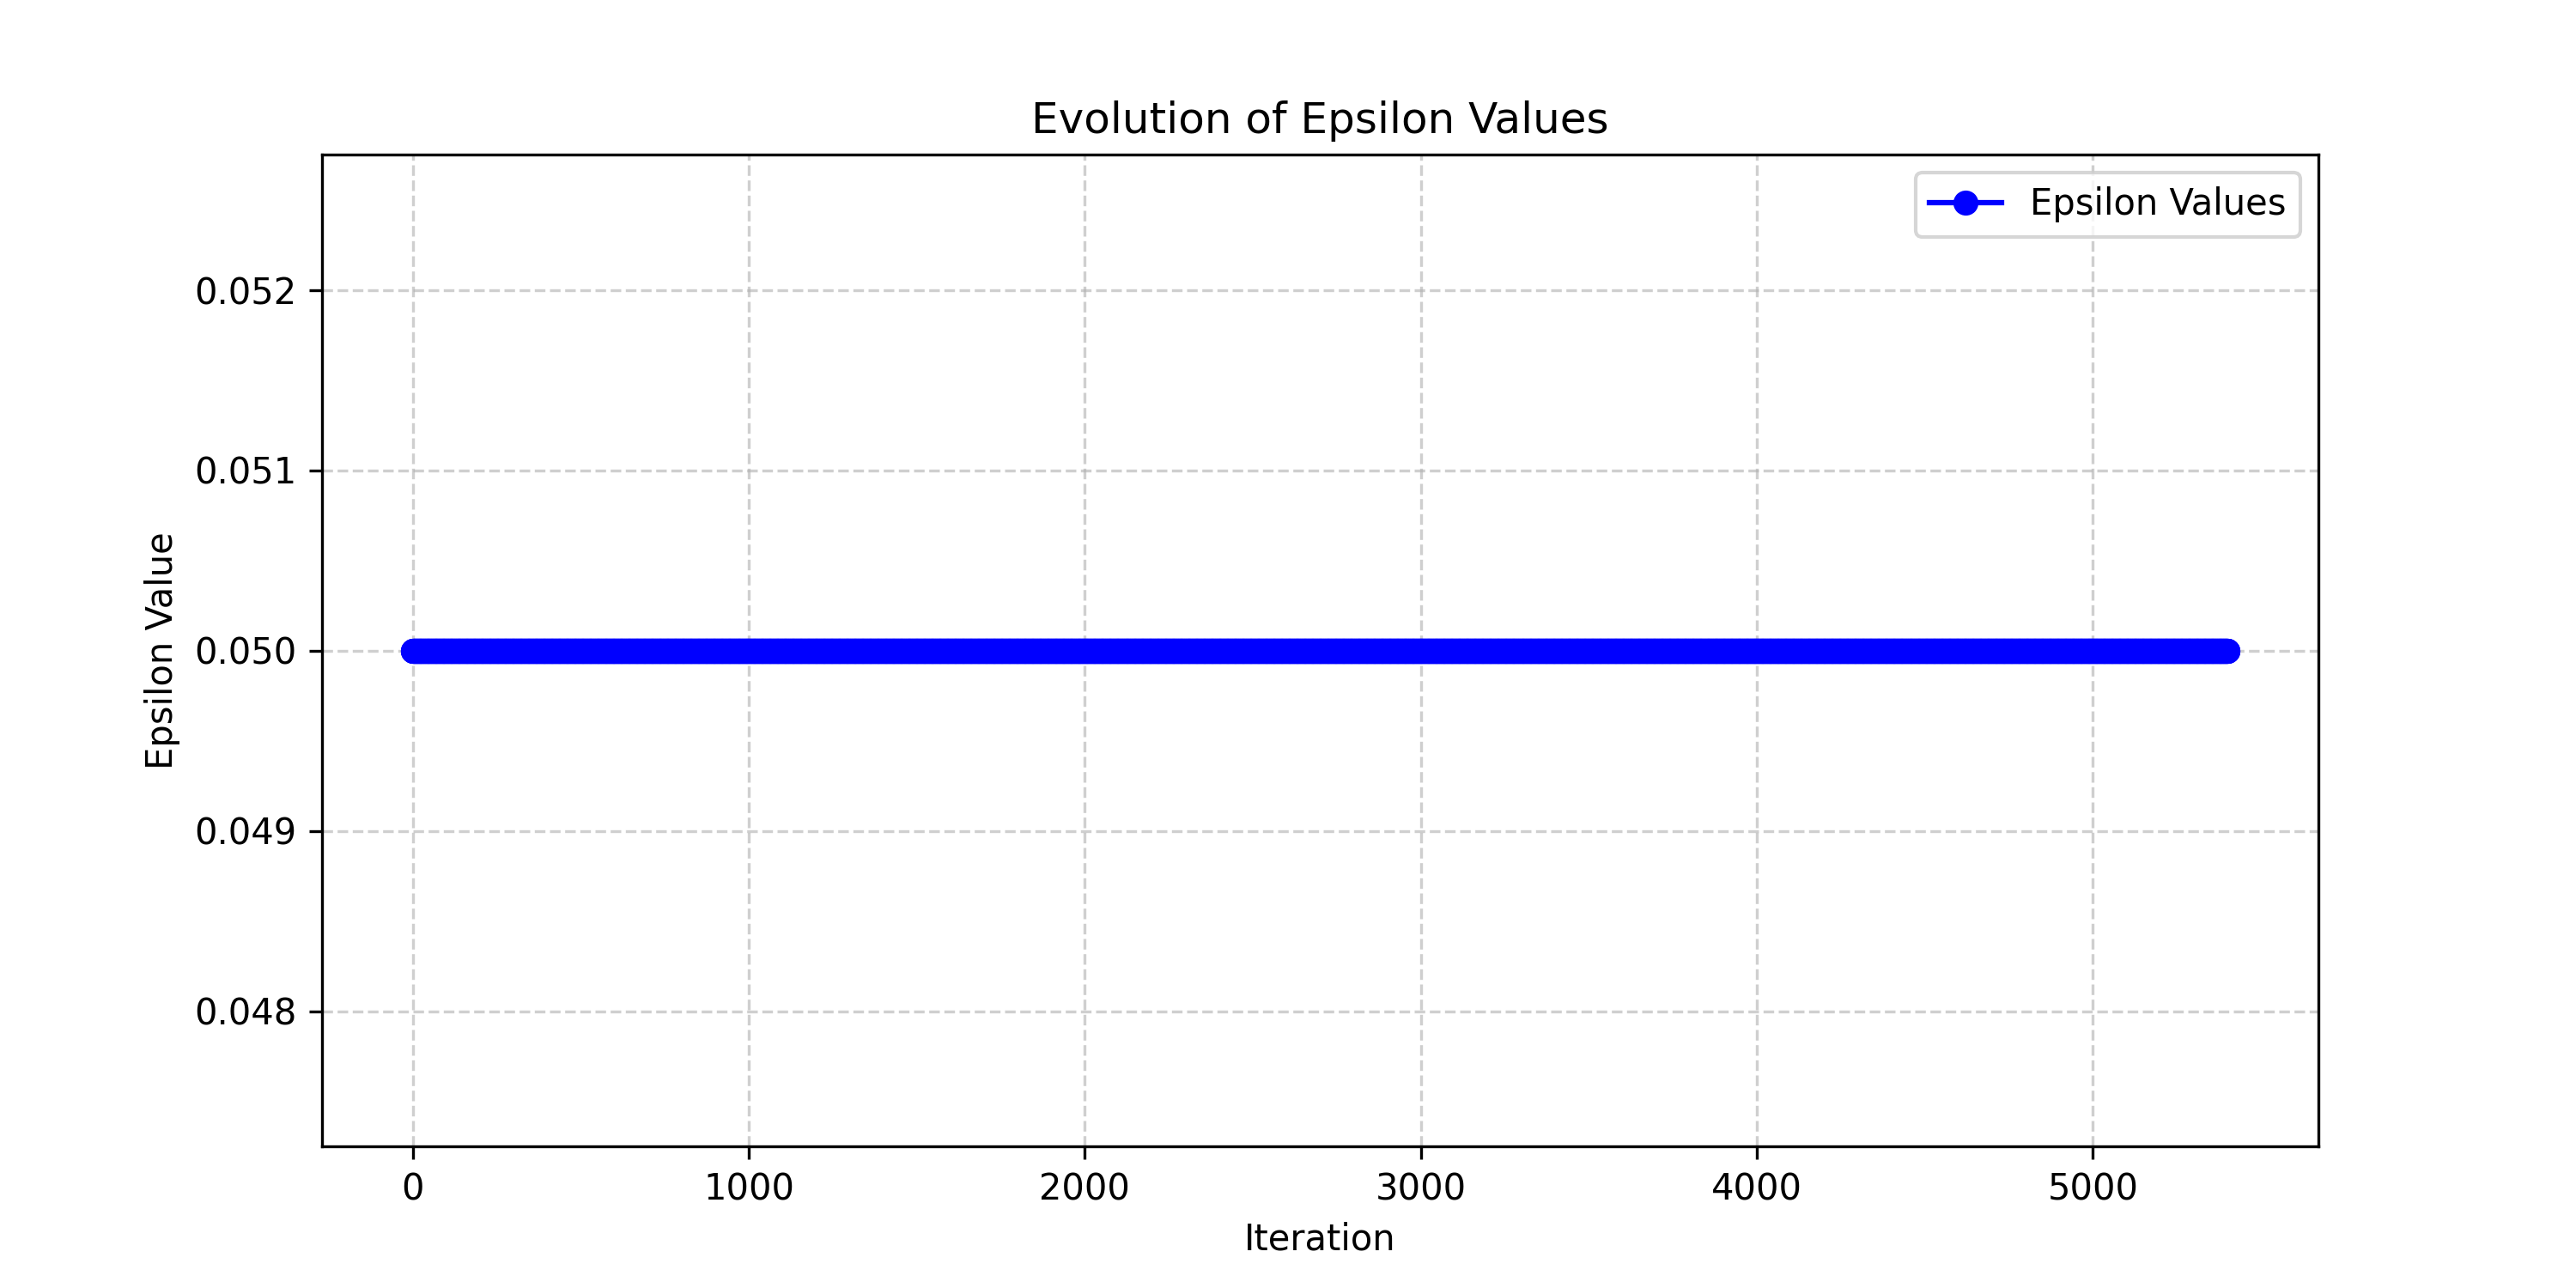 Evolution of Epsilon Values
Epsilon Values
Epsilon Value
0.052
0.051
0.050
0.049
0.048
0 1000 2000 3000 4000 5000
Iteration